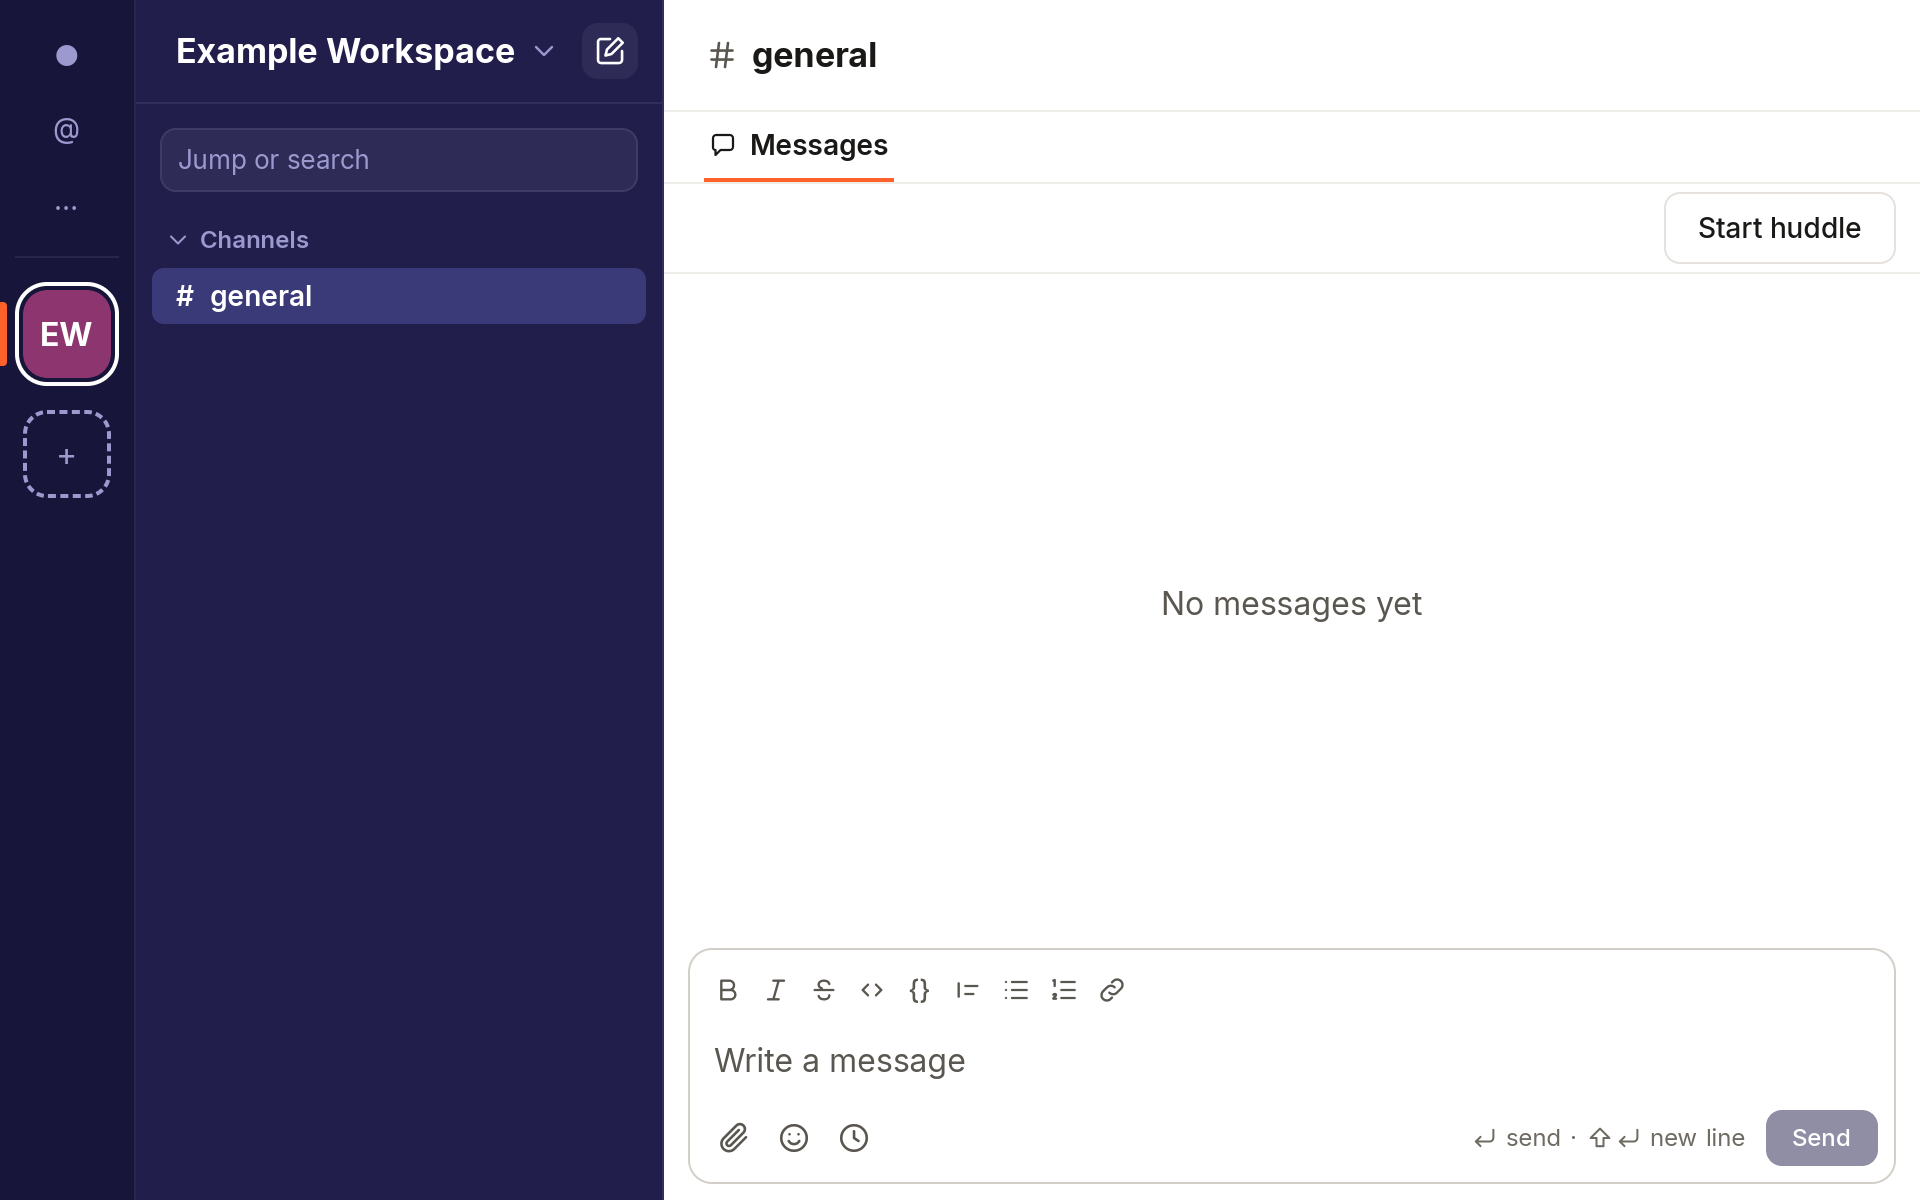 @
...
EW
+
Example Workspace
Jump or search
Channels
# general
# general
Messages
Start huddle
No messages yet
Write a message
send · new line
Send